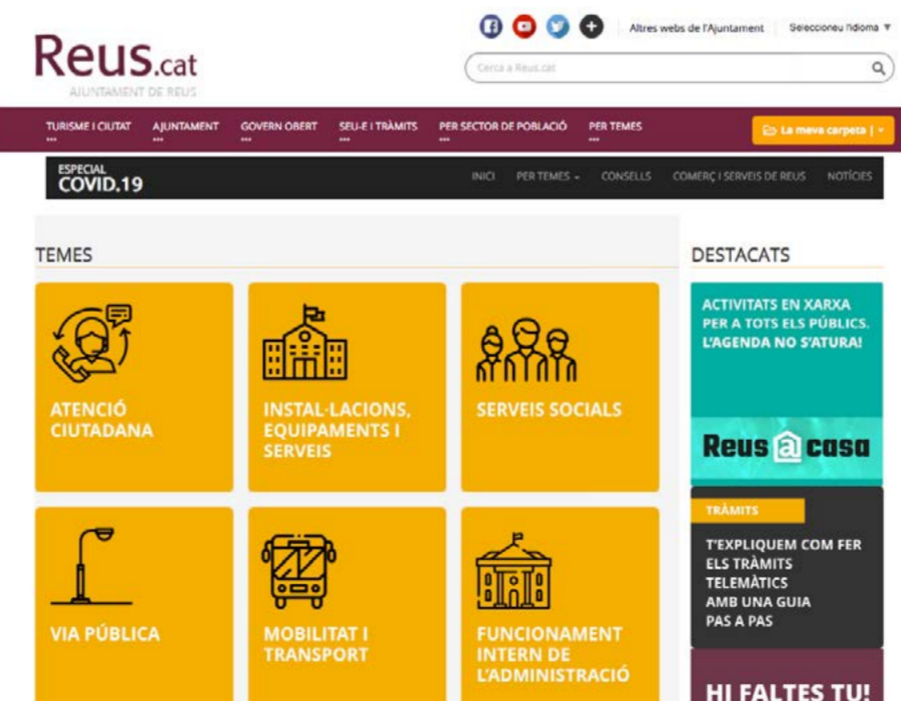 Reus.cat
AJUNTAMENT DE REUS
Altres webs de l'Ajuntament
Seleccioneu l'idioma ▼
Cerca a Reus.cat
TURISME I CIUTAT
AJUNTAMENT
GOVERN OBERT
SEU-E I TRÀMITS
PER SECTOR DE POBLACIÓ
PER TEMES
La meva carpeta |
ESPECIAL
COVID.19
INICI
PER TEMES
CONSELLS
COMERÇ I SERVEIS DE REUS
NOTÍCIES
TEMES
ATENCIÓ
CIUTADANA
INSTAL·LACIONS,
EQUIPAMENTS I
SERVEIS
SERVEIS SOCIALS
VIA PÚBLICA
MOBILITAT I
TRANSPORT
FUNCIONAMENT
INTERN DE
L'ADMINISTRACIÓ
DESTACATS
ACTIVITATS EN XARXA
PER A TOTS ELS PÚBLICS.
L'AGENDA NO S'ATURA!
Reus a casa
TRÀMITS
T'EXPLIQUEM COM FER
ELS TRÀMITS
TELEMÀTICS
AMB UNA GUIA
PAS A PAS
HI FALTES TU!